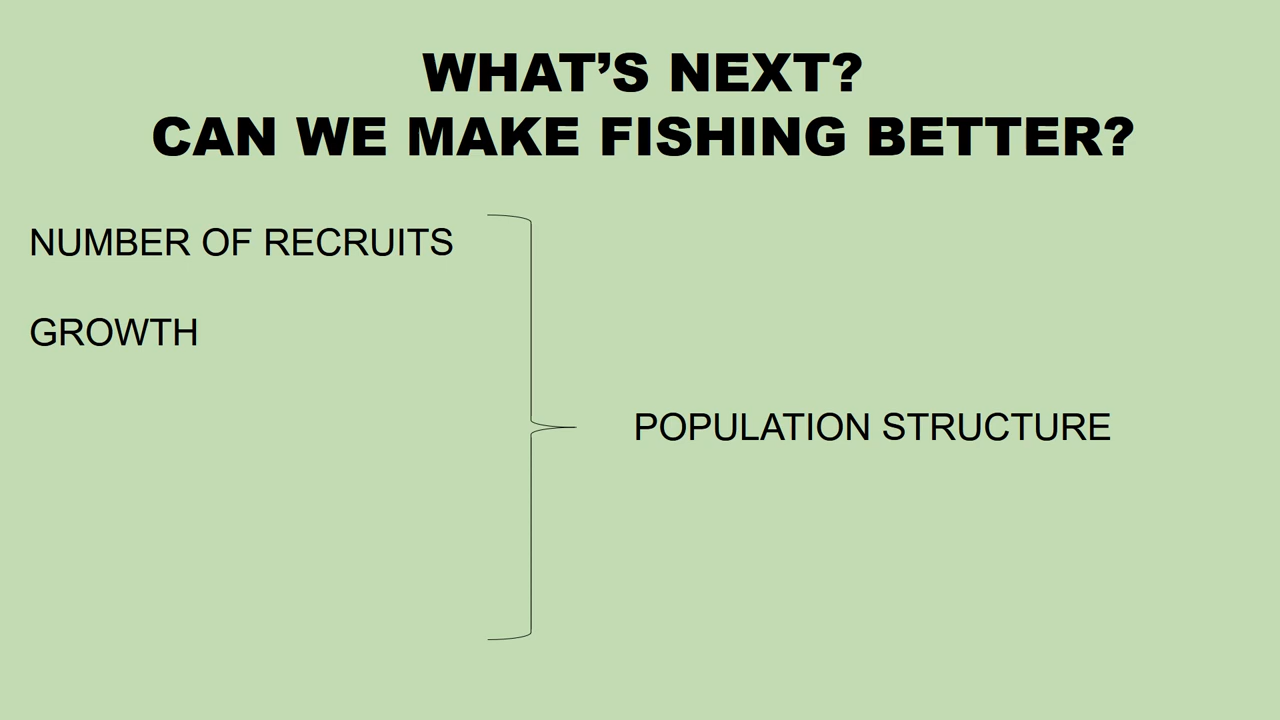 WHAT’S NEXT?
CAN WE MAKE FISHING BETTER?
NUMBER OF RECRUITS
GROWTH
POPULATION STRUCTURE